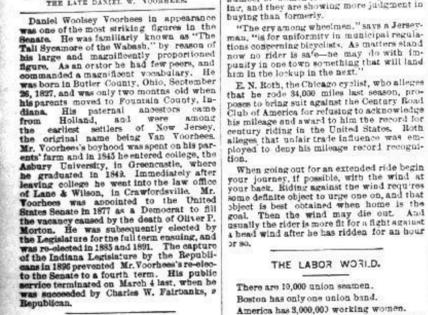 THE LATE DANIEL W. VOORHEES.
Daniel Woolsey Voorhees in appearance
was one of the most striking figures in the
Senate. He was familiarly known as "The
Tall Sycamore of the Wabash," by reason of
his large and magnificently proportioned
figure. As an orator he had few peers, and
commanded a magnificent vocabulary. He
was born in Butler County, Ohio, September
26, 1827, and was only two months old when
his parents moved to Fountain County, In-
diana. His paternal ancestors came
from Holland, and were among
the earliest settlers of New Jersey,
the original name being Van Voorhees.
Mr. Voorhees's boyhood was spent on his par-
ents' farm and in 1845 he entered college, the
Asbury University, in Greencastle, where
he graduated in 1849. Immediately after
leaving college he went into the law office
of Lane & Wilson, in Crawfordsville. Mr.
Voorhees was appointed to the United
States Senate in 1877 as a Democrat to fill
the vacancy caused by the death of Oliver P.
Morton. He was subsequently elected by
the Legislature for the full term ensuing, and
was re-elected in 1885 and 1891. The capture
of the Indiana Legislature by the Republi-
cans in 1896 prevented Mr. Voorhees's re-elec-
tion to the Senate to a fourth term. His public
service terminated on March 4 last, when he
was succeeded by Charles W. Fairbanks, a
Republican.
ing, and they are showing more judgment in
buying than formerly.
"The cry among wheelmen," says a Jersey-
man, "is for uniformity in municipal regula-
tions concerning bicyclists. As matters stand
now no rider is safe—he may do with im-
punity in one town something that will land
him in the lockup in the next."
E. N. Roth, the Chicago cyclist, who alleges
that he rode 34,000 miles last season, pro-
poses to bring suit against the Century Road
Club of America for refusing to acknowledge
his mileage and award to him the record for
century riding in the United States. Roth
alleges that unfair trade influence was em-
ployed to deny his mileage record recogni-
tion.
When going out for an extended ride begin
your journey, if possible, with the wind at
your back. Riding against the wind requires
some definite object to urge one on, and that
object is best obtained when home is the
goal. Then the wind may die out. And
usually the rider is more fit for a fight against
a head wind after he has ridden for an hour
or so.
THE LABOR WORLD.
There are 10,000 union seamen.
Boston has only one union band.
America has 3,000,000 working women.